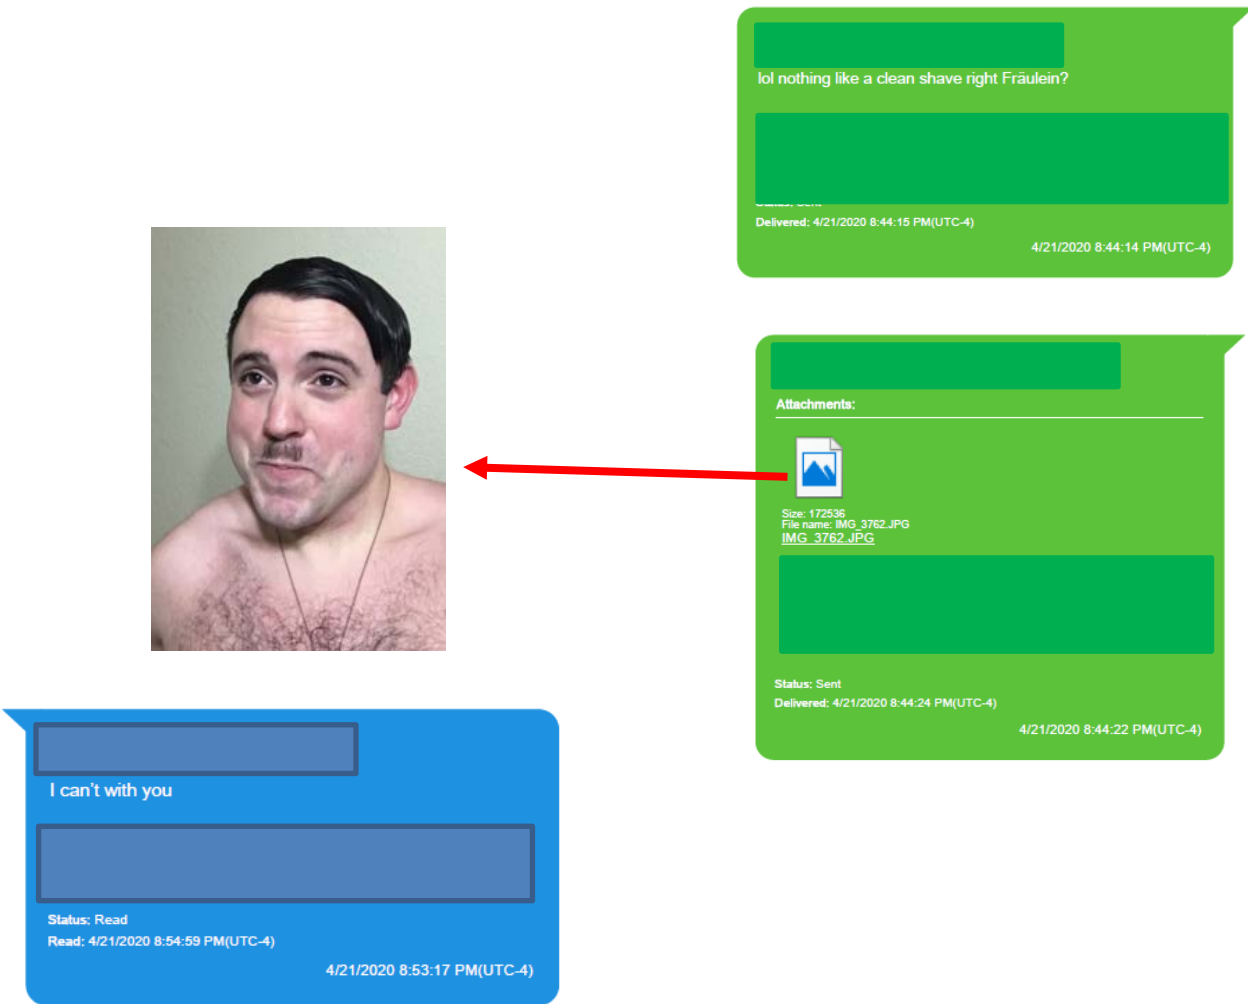 lol nothing like a clean shave right Fräulein?
Status: Sent
Delivered: 4/21/2020 8:44:15 PM(UTC-4)
4/21/2020 8:44:14 PM(UTC-4)
Attachments:
Size: 172536
File name: IMG_3762.JPG
IMG_3762.JPG
Status: Sent
Delivered: 4/21/2020 8:44:24 PM(UTC-4)
4/21/2020 8:44:22 PM(UTC-4)
I can't with you
Status: Read
Read: 4/21/2020 8:54:59 PM(UTC-4)
4/21/2020 8:53:17 PM(UTC-4)